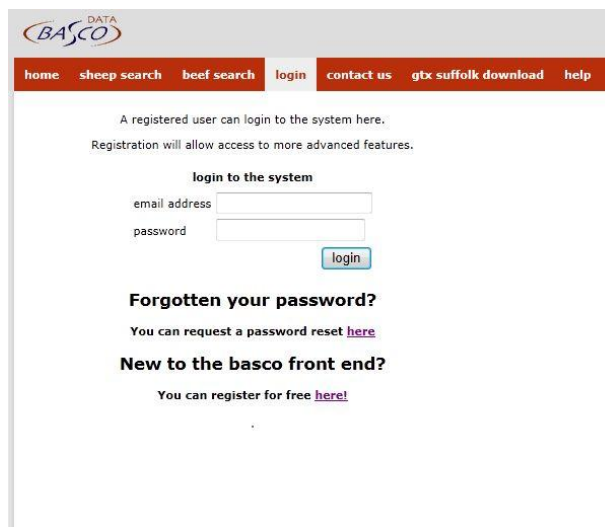 DATA
BASCO
home sheep search beef search login contact us gtx suffolk download help
A registered user can login to the system here.
Registration will allow access to more advanced features.
login to the system
email address
password
login
Forgotten your password?
You can request a password reset here
New to the basco front end?
You can register for free here!
.